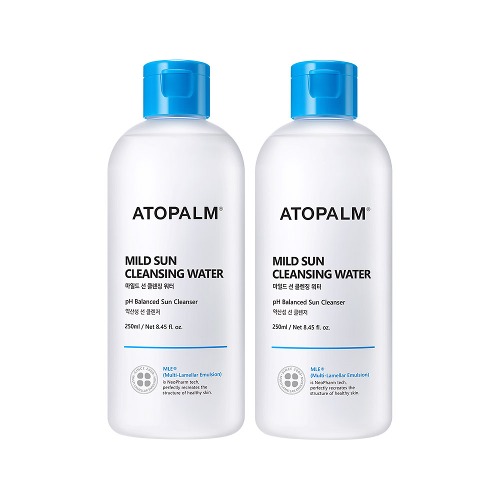 ATOPALM®
MILD SUN
CLEANSING WATER
마일드 선 클렌징 워터
pH Balanced Sun Cleanser
약산성 선 클렌저
250ml / Net 8.45 fl. oz.
MLE®
(Multi-Lamellar Emulsion)
is NeoPharm tech.
perfectly recreates the
structure of healthy skin.
ATOPALM®
MILD SUN
CLEANSING WATER
마일드 선 클렌징 워터
pH Balanced Sun Cleanser
약산성 선 클렌저
250ml / Net 8.45 fl. oz.
MLE®
(Multi-Lamellar Emulsion)
is NeoPharm tech.
perfectly recreates the
structure of healthy skin.